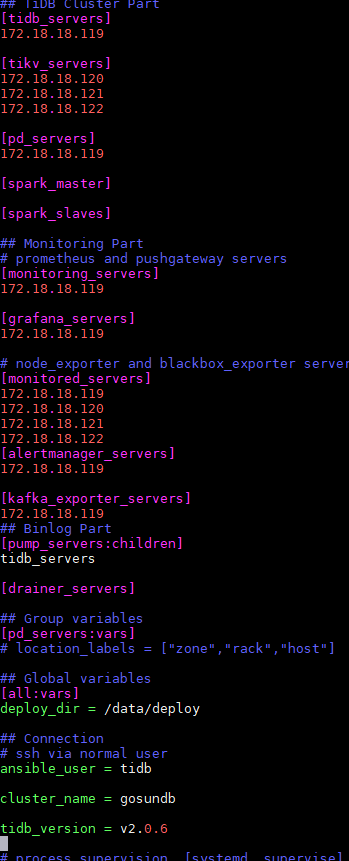 ## TiDB Cluster Part
[tidb_servers]
172.18.18.119
[tikv_servers]
172.18.18.120
172.18.18.121
172.18.18.122
[pd_servers]
172.18.18.119
[spark_master]
[spark_slaves]
## Monitoring Part
# prometheus and pushgateway servers
[monitoring_servers]
172.18.18.119
[grafana_servers]
172.18.18.119
# node_exporter and blackbox_exporter server
[monitored_servers]
172.18.18.119
172.18.18.120
172.18.18.121
172.18.18.122
[alertmanager_servers]
172.18.18.119
[kafka_exporter_servers]
172.18.18.119
## Binlog Part
[pump_servers:children]
tidb_servers
[drainer_servers]
## Group variables
[pd_servers:vars]
# location_labels = ["zone","rack","host"]
## Global variables
[all:vars]
deploy_dir = /data/deploy
## Connection
# ssh via normal user
ansible_user = tidb
cluster_name = gosundb
tidb_version = v2.0.6
# process supervision, [systemd, supervise]